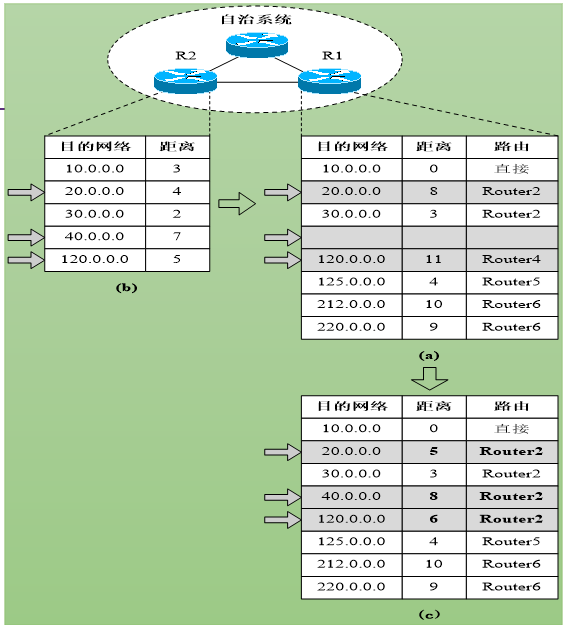 自治系统
R2
R1
目的网络 距离
10.0.0.0 3
20.0.0.0 4
30.0.0.0 2
40.0.0.0 7
120.0.0.0 5
(b)
目的网络 距离 路由
10.0.0.0 0 直接
20.0.0.0 8 Router2
30.0.0.0 3 Router2
120.0.0.0 11 Router4
125.0.0.0 4 Router5
212.0.0.0 10 Router6
220.0.0.0 9 Router6
(a)
目的网络 距离 路由
10.0.0.0 0 直接
20.0.0.0 5 Router2
30.0.0.0 3 Router2
40.0.0.0 8 Router2
120.0.0.0 6 Router2
125.0.0.0 4 Router5
212.0.0.0 10 Router6
220.0.0.0 9 Router6
(c)